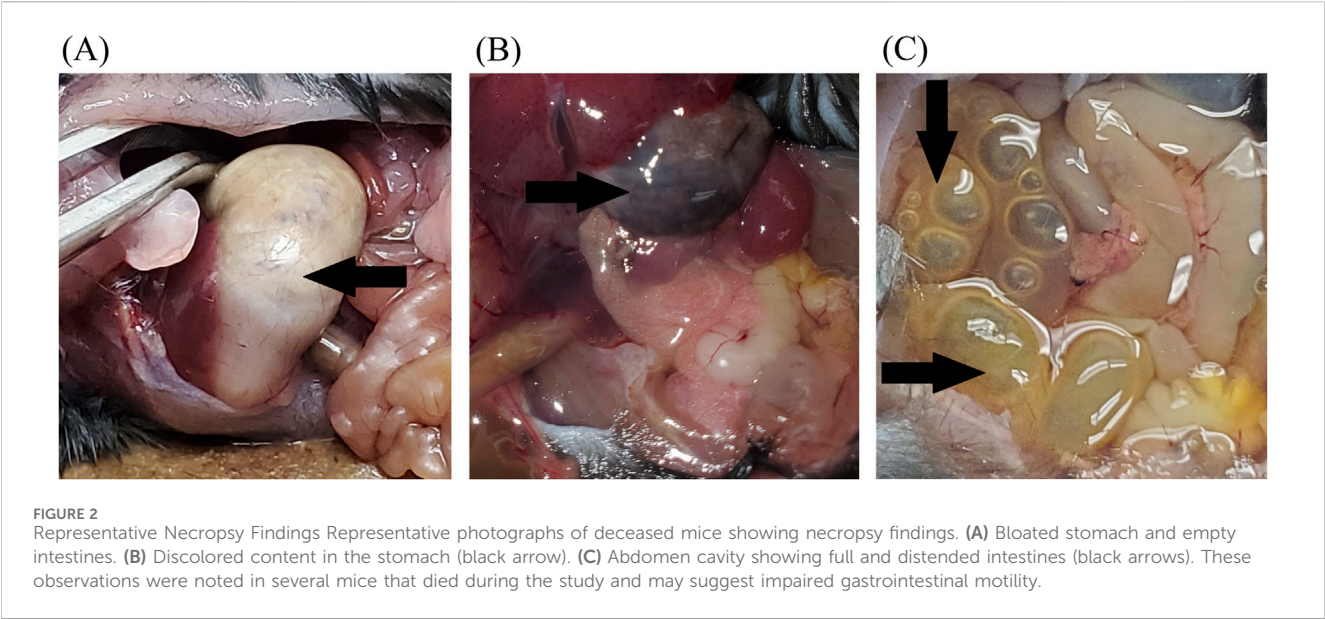 (A)
(B)
(C)
FIGURE 2
Representative Necropsy Findings Representative photographs of deceased mice showing necropsy findings. (A) Bloated stomach and empty
intestines. (B) Discolored content in the stomach (black arrow). (C) Abdomen cavity showing full and distended intestines (black arrows). These
observations were noted in several mice that died during the study and may suggest impaired gastrointestinal motility.